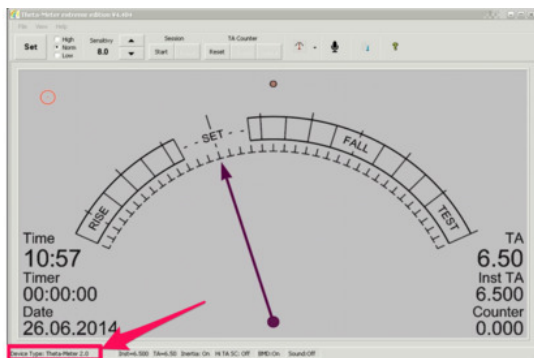 Theta-Meter extreme edition V4.404
File View Help
Set
High
Norm
Low
Sensitivity
8.0
Session
Start
TA Counter
Reset
RISE
SET
FALL
TEST
Time
10:57
Timer
00:00:00
Date
26.06.2014
TA
6.50
Inst TA
6.500
Counter
0.000
Device Type: Theta-Meter 2.0 Inst=6.500 TA=6.50 Inertia: On Hi TA SC: Off BMD:On Sound:Off